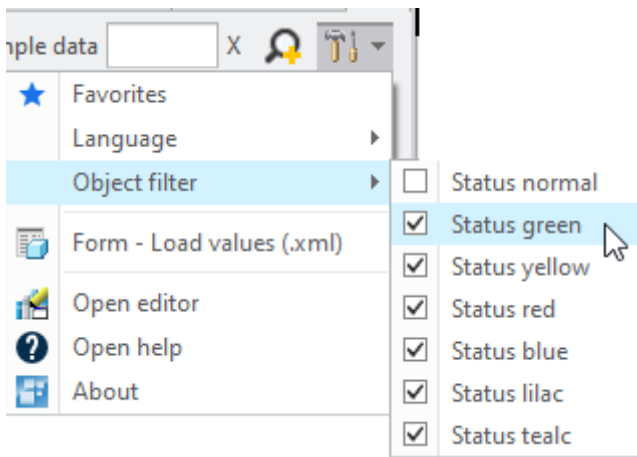 data X
Favorites
Language
Object filter
Form - Load values (.xml)
Open editor
Open help
About
Status normal
Status green
Status yellow
Status red
Status blue
Status lilac
Status tealc